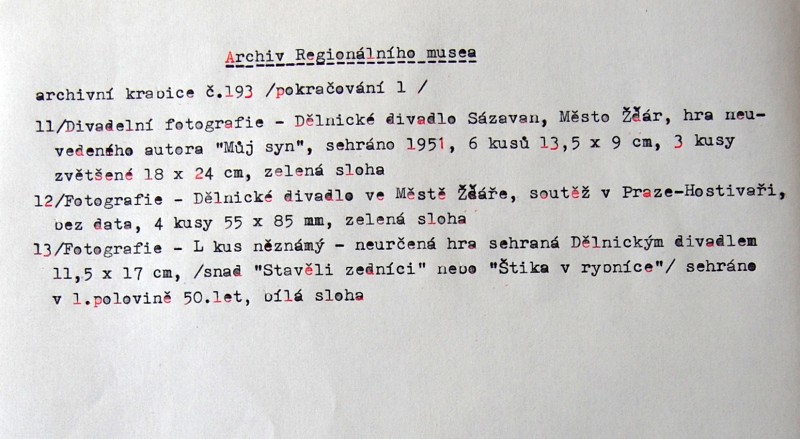 Archiv Regionálního musea
archivní krabice č.193 /pokračování 1 /
11/Divadelní fotografie - Dělnické divadlo Sázavan, Město Žďár, hra neu-
vedeného autora "Můj syn", sehráno 1951, 6 kusů 13,5 x 9 cm, 3 kusy
zvětšené 18 x 24 cm, zelená sloha
12/Fotografie - Dělnické divadlo ve Městě Žďáře, soutěž v Praze-Hostivaři,
bez data, 4 kusy 55 x 85 mm, zelená sloha
13/Fotografie - L kus něznámý - neurčená hra sehraná Dělnickým divadlem
11,5 x 17 cm, /snad "Stavěli zedníci" nebo "Štika v rybníce"/ sehráno
v 1.polovině 50.let, bílá sloha